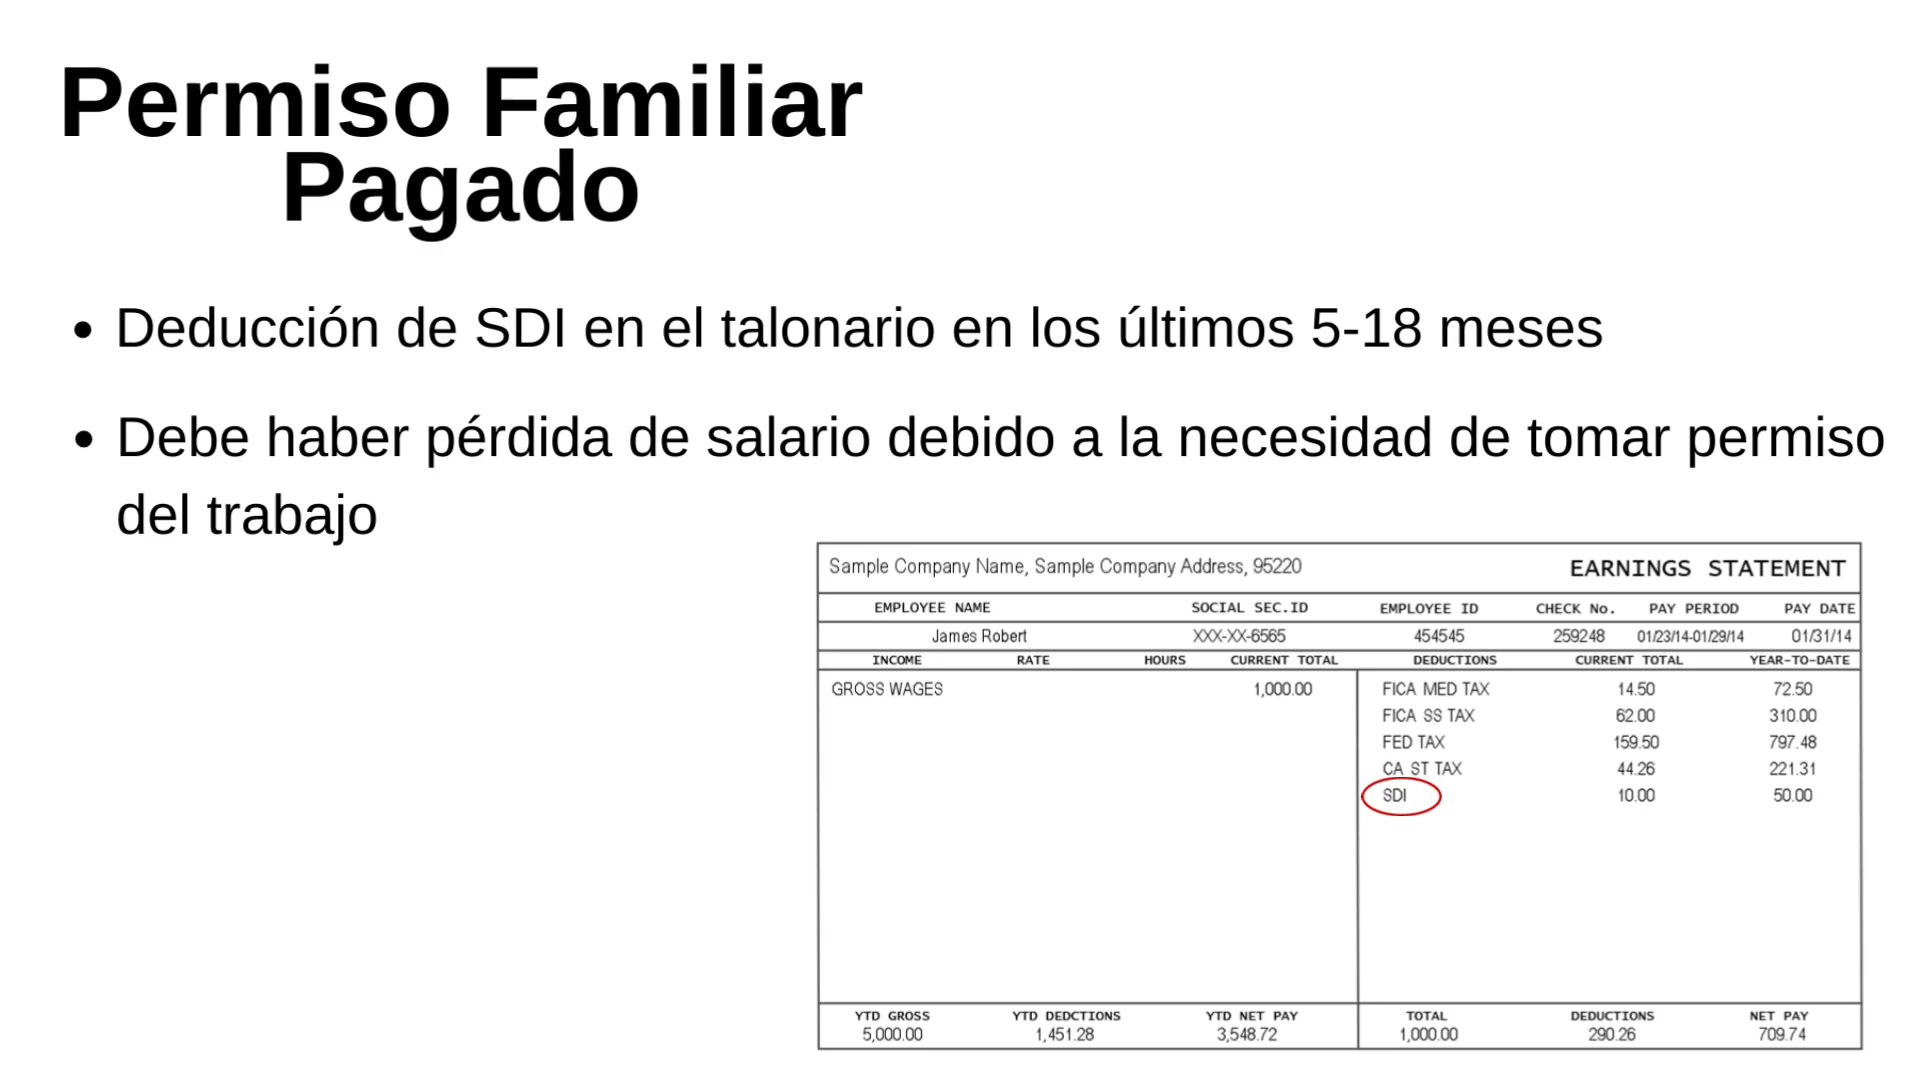 Permiso Familiar
Pagado
• Deducción de SDI en el talonario en los últimos 5-18 meses
• Debe haber pérdida de salario debido a la necesidad de tomar permiso
del trabajo
Sample Company Name, Sample Company Address, 95220 EARNINGS STATEMENT
EMPLOYEE NAME SOCIAL SEC.ID EMPLOYEE ID CHECK No. PAY PERIOD PAY DATE
James Robert XXX-XX-6565 454545 259248 01/23/14-01/29/14 01/31/14
INCOME RATE HOURS CURRENT TOTAL DEDUCTIONS CURRENT TOTAL YEAR-TO-DATE
GROSS WAGES 1,000.00 FICA MED TAX 14.50 72.50
FICA SS TAX 62.00 310.00
FED TAX 159.50 797.48
CA ST TAX 44.26 221.31
SDI 10.00 50.00
YTD GROSS YTD DEDCTIONS YTD NET PAY TOTAL DEDUCTIONS NET PAY
5,000.00 1,451.28 3,548.72 1,000.00 290.26 709.74